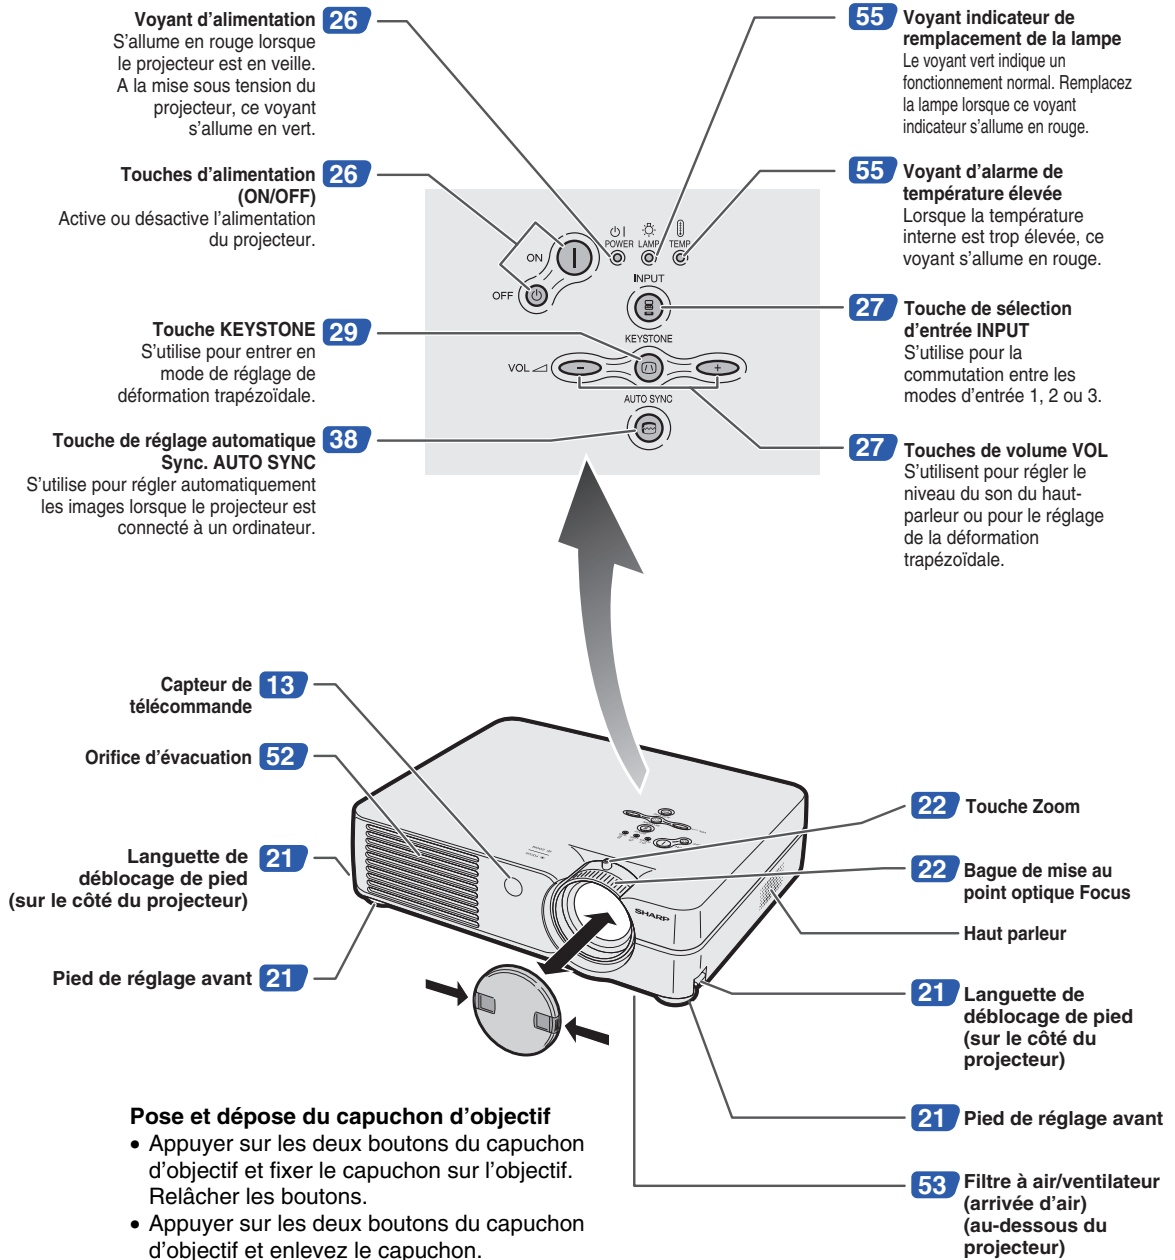 Voyant d'alimentation 26
S'allume en rouge lorsque
le projecteur est en veille.
A la mise sous tension du
projecteur, ce voyant
s'allume en vert.
Touches d'alimentation 26
(ON/OFF)
Active ou désactive l'alimentation
du projecteur.
Touche KEYSTONE 29
S'utilise pour entrer en
mode de réglage de
déformation trapézoïdale.
Touche de réglage automatique 38
Sync. AUTO SYNC
S'utilise pour régler automatiquement
les images lorsque le projecteur est
connecté à un ordinateur.
POWER LAMP TEMP
ON
OFF
INPUT
KEYSTONE
VOL - +
AUTO SYNC
55 Voyant indicateur de
remplacement de la lampe
Le voyant vert indique un
fonctionnement normal. Remplacez
la lampe lorsque ce voyant
indicateur s'allume en rouge.
55 Voyant d'alarme de
température élevée
Lorsque la température
interne est trop élevée, ce
voyant s'allume en rouge.
27 Touche de sélection
d'entrée INPUT
S'utilise pour la
commutation entre les
modes d'entrée 1, 2 ou 3.
27 Touches de volume VOL
S'utilisent pour régler le
niveau du son du haut-
parleur ou pour le réglage
de la déformation
trapézoïdale.
Capteur de 13
télécommande
Orifice d'évacuation 52
Languette de 21
déblocage de pied
(sur le côté du projecteur)
Pied de réglage avant 21
SHARP
22 Touche Zoom
22 Bague de mise au
point optique Focus
Haut parleur
21 Languette de
déblocage de pied
(sur le côté du
projecteur)
21 Pied de réglage avant
53 Filtre à air/ventilateur
(arrivée d'air)
(au-dessous du
projecteur)
Pose et dépose du capuchon d'objectif
• Appuyer sur les deux boutons du capuchon
d'objectif et fixer le capuchon sur l'objectif.
Relâcher les boutons.
• Appuyer sur les deux boutons du capuchon
d'objectif et enlevez le capuchon.